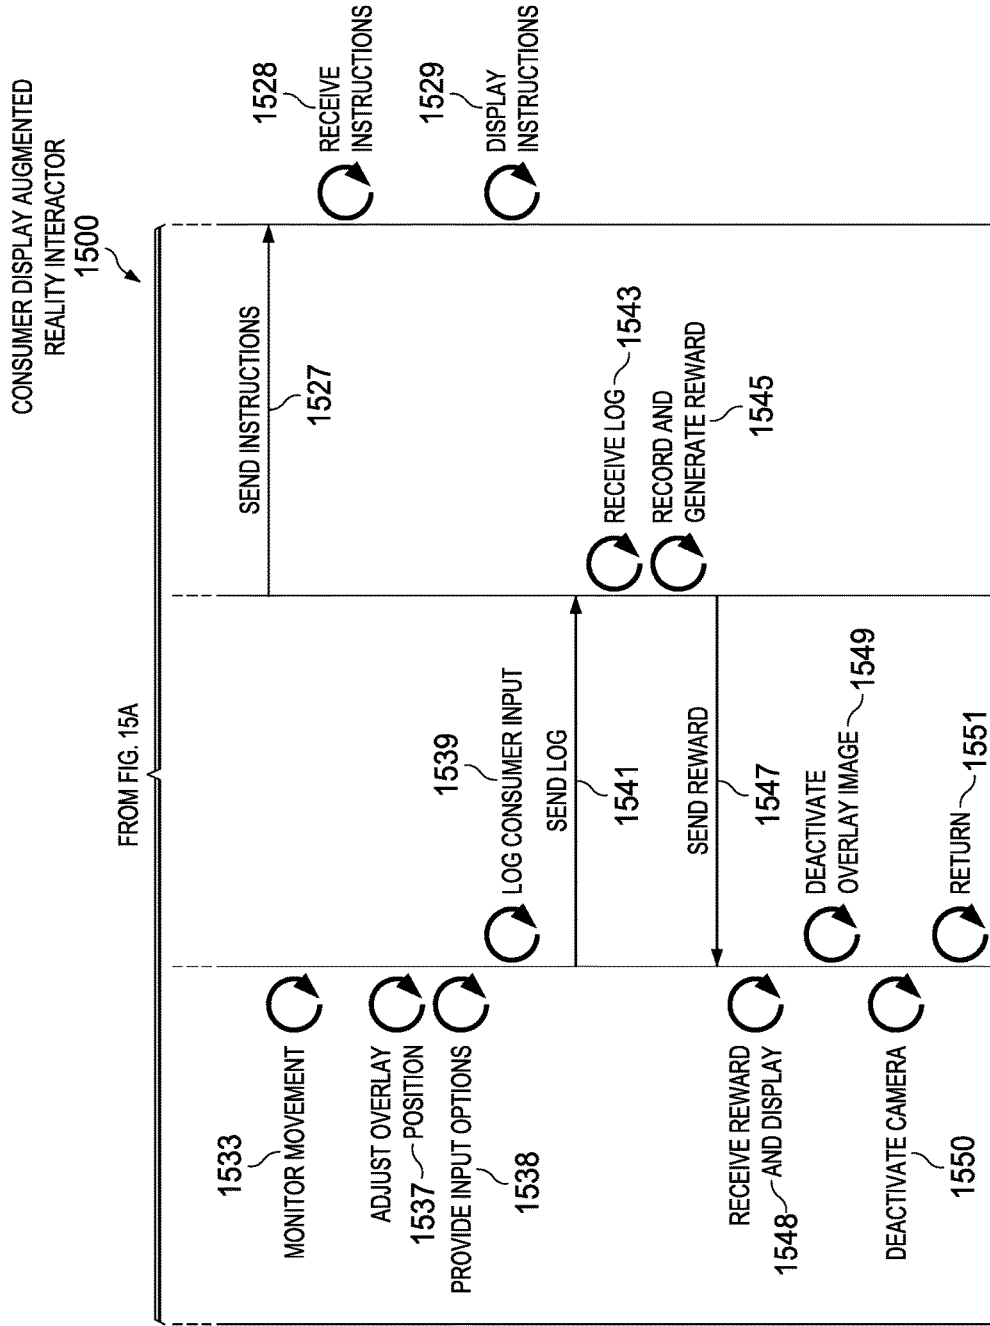 CONSUMER DISPLAY AUGMENTED
REALITY INTERACTOR
1500
FROM FIG. 15A
SEND INSTRUCTIONS
1527
1528
RECEIVE
INSTRUCTIONS
1533
MONITOR MOVEMENT
ADJUST OVERLAY
1537 POSITION
PROVIDE INPUT OPTIONS
1538
1529
DISPLAY
INSTRUCTIONS
1539
LOG CONSUMER INPUT
SEND LOG
1541
RECEIVE LOG 1543
RECORD AND
GENERATE REWARD
1545
SEND REWARD
1547
RECEIVE REWARD
1548 AND DISPLAY
DEACTIVATE
OVERLAY IMAGE 1549
DEACTIVATE CAMERA
1550
RETURN 1551